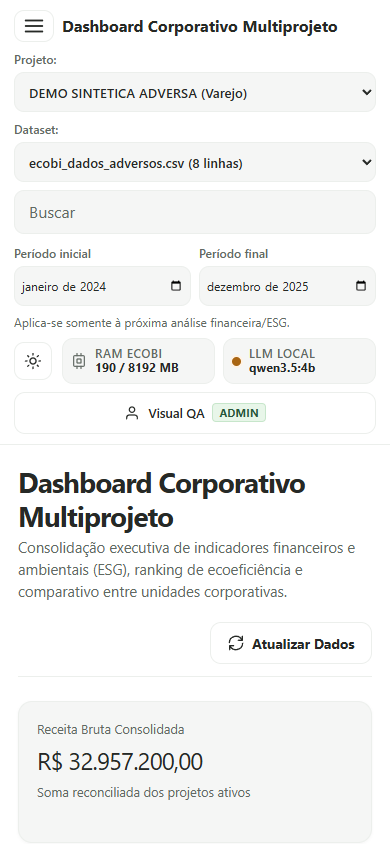 Dashboard Corporativo Multiprojeto
Projeto:
DEMO SINTETICA ADVERSA (Varejo)
Dataset:
ecobi_dados_adversos.csv (8 linhas)
Buscar
Período inicial
Período final
janeiro de 2024
dezembro de 2025
Aplica-se somente à próxima análise financeira/ESG.
RAM ECOBI
190 / 8192 MB
LLM LOCAL
qwen3.5:4b
Visual QA ADMIN
Dashboard Corporativo
Multiprojeto
Consolidação executiva de indicadores financeiros e
ambientais (ESG), ranking de ecoeficiência e
comparativo entre unidades corporativas.
Atualizar Dados
Receita Bruta Consolidada
R$ 32.957.200,00
Soma reconciliada dos projetos ativos